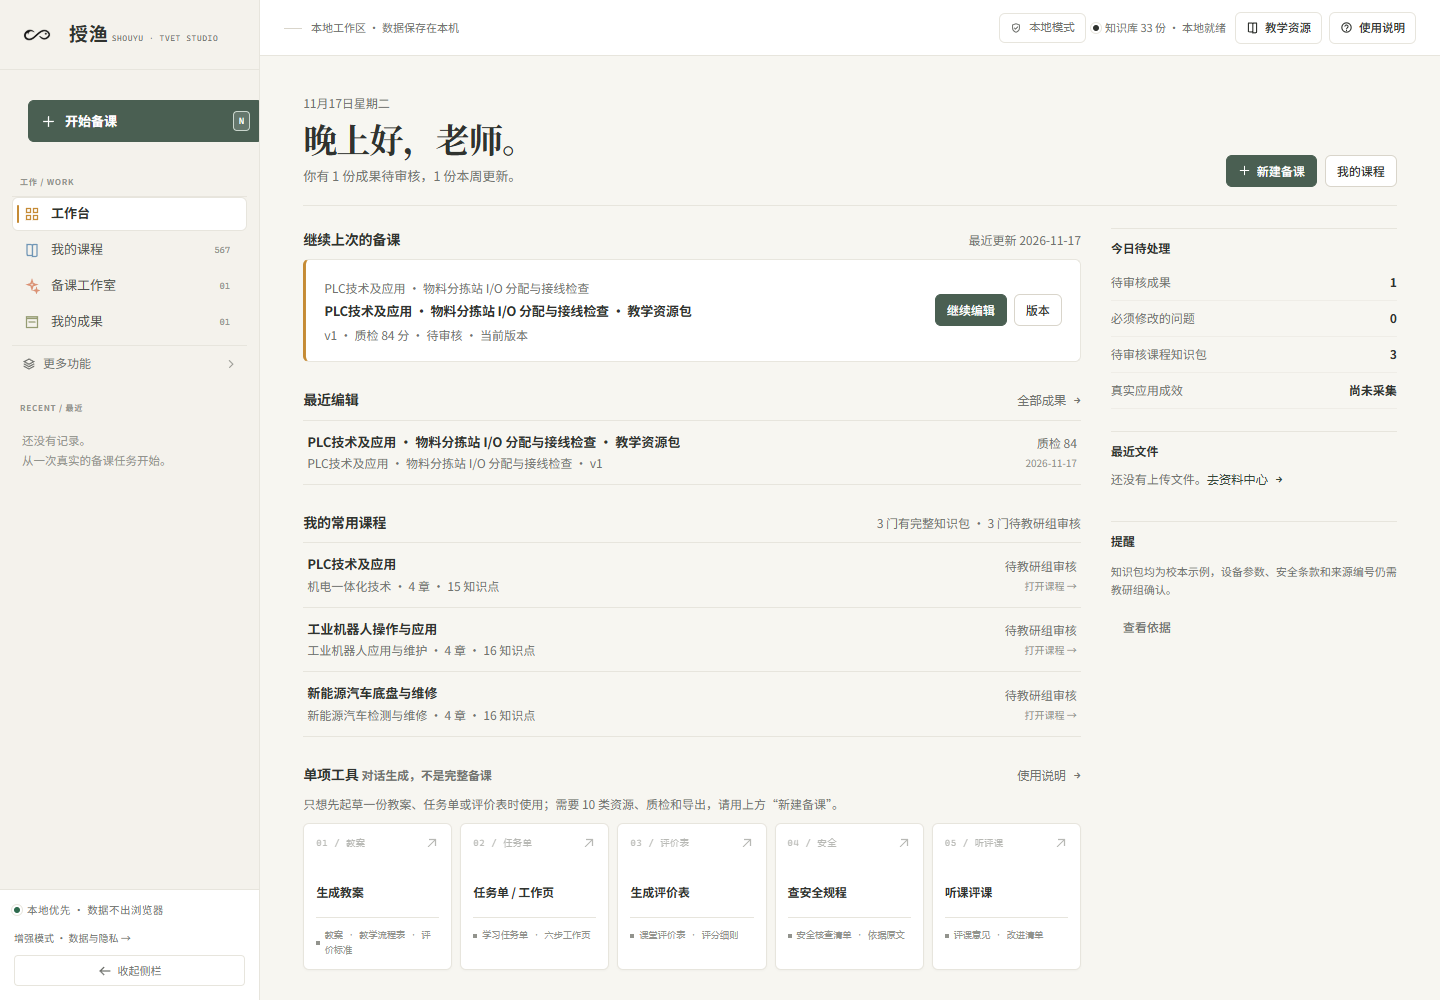 授渔 SHOUYU · TVET STUDIO
开始备课 N
工作 / WORK
工作台
我的课程 567
备课工作室 01
我的成果 01
更多功能
RECENT / 最近
还没有记录。
从一次真实的备课任务开始。
本地优先 · 数据不出浏览器
增强模式 · 数据与隐私→
收起侧栏
本地工作区 · 数据保存在本机
本地模式
知识库 33 份 · 本地就绪
教学资源
使用说明
11月17日星期二
晚上好，老师。
你有 1 份成果待审核，1 份本周更新。
新建备课
我的课程
继续上次的备课
最近更新 2026-11-17
PLC技术及应用 · 物料分拣站 I/O 分配与接线检查
PLC技术及应用 · 物料分拣站 I/O 分配与接线检查 · 教学资源包
v1 · 质检 84 分 · 待审核 · 当前版本
继续编辑
版本
最近编辑
全部成果 →
PLC技术及应用 · 物料分拣站 I/O 分配与接线检查 · 教学资源包
质检 84
PLC技术及应用 · 物料分拣站 I/O 分配与接线检查 · v1
2026-11-17
我的常用课程
3 门有完整知识包 · 3 门待教研组审核
PLC技术及应用
待教研组审核
机电一体化技术 · 4 章 · 15 知识点
打开课程→
工业机器人操作与应用
待教研组审核
工业机器人应用与维护 · 4 章 · 16 知识点
打开课程→
新能源汽车底盘与维修
待教研组审核
新能源汽车检测与维修 · 4 章 · 16 知识点
打开课程→
单项工具 对话生成，不是完整备课
使用说明 →
只想先起草一份教案、任务单或评价表时使用；需要 10 类资源、质检和导出，请用上方“新建备课”。
01 / 教案
生成教案
教案 · 教学流程表 · 评
价标准
02 / 任务单
任务单 / 工作页
学习任务单 · 六步工作页
03 / 评价表
生成评价表
课堂评价表 · 评分细则
04 / 安全
查安全规程
安全核查清单 · 依据原文
05 / 听评课
听课评课
评课意见 · 改进清单
今日待处理
待审核成果 1
必须修改的问题 0
待审核课程知识包 3
真实应用成效 尚未采集
最近文件
还没有上传文件。去资料中心 →
提醒
知识包均为校本示例，设备参数、安全条款和来源编号仍需
教研组确认。
查看依据